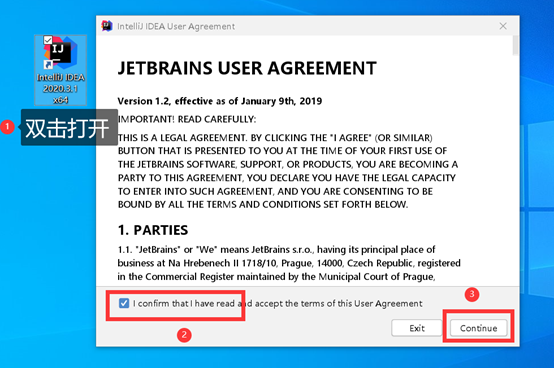 IntelliJ IDEA User Agreement
IJ
IntelliJ IDEA
2020.3.1
x64
1
双击打开
JETBRAINS USER AGREEMENT
Version 1.2, effective as of January 9th, 2019
IMPORTANT! READ CAREFULLY:
THIS IS A LEGAL AGREEMENT. BY CLICKING THE "I AGREE" (OR SIMILAR)
BUTTON THAT IS PRESENTED TO YOU AT THE TIME OF YOUR FIRST USE OF
THE JETBRAINS SOFTWARE, SUPPORT, OR PRODUCTS, YOU ARE BECOMING A
PARTY TO THIS AGREEMENT, YOU DECLARE YOU HAVE THE LEGAL CAPACITY
TO ENTER INTO SUCH AGREEMENT, AND YOU ARE CONSENTING TO BE
BOUND BY ALL THE TERMS AND CONDITIONS SET FORTH BELOW.
1. PARTIES
1.1. "JetBrains" or "We" means JetBrains s.r.o., having its principal place of
business at Na Hrebenech II 1718/10, Prague, 14000, Czech Republic, registered
in the Commercial Register maintained by the Municipal Court of Prague,
I confirm that I have read and accept the terms of this User Agreement
2
3
Exit
Continue